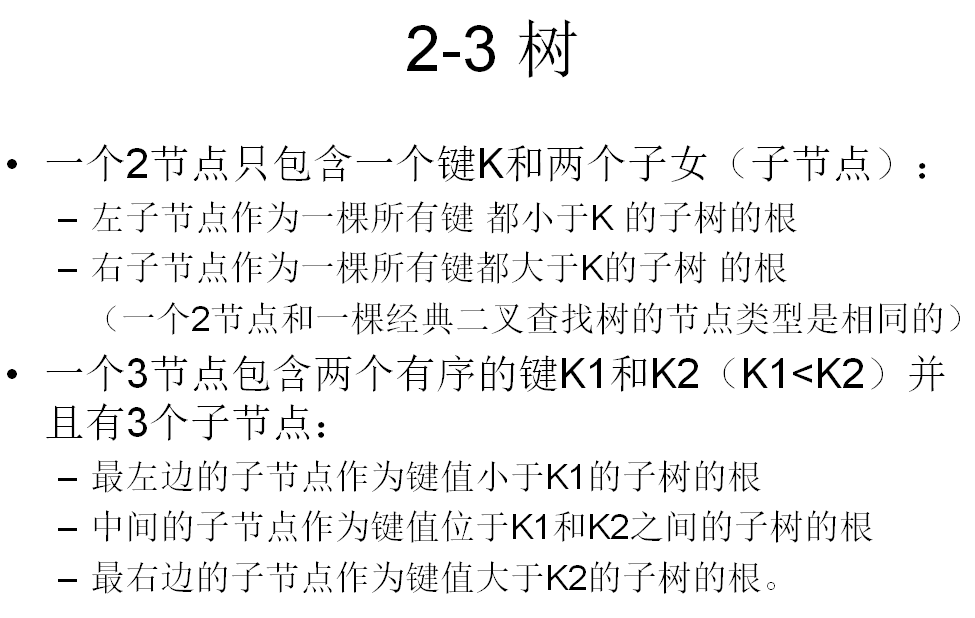 2-3 树
• 一个2节点只包含一个键K和两个子女（子节点）：
– 左子节点作为一棵所有键 都小于K 的子树的根
– 右子节点作为一棵所有键都大于K的子树 的根
（一个2节点和一棵经典二叉查找树的节点类型是相同的）
• 一个3节点包含两个有序的键K1和K2（K1<K2）并
且有3个子节点：
– 最左边的子节点作为键值小于K1的子树的根
– 中间的子节点作为键值位于K1和K2之间的子树的根
– 最右边的子节点作为键值大于K2的子树的根。